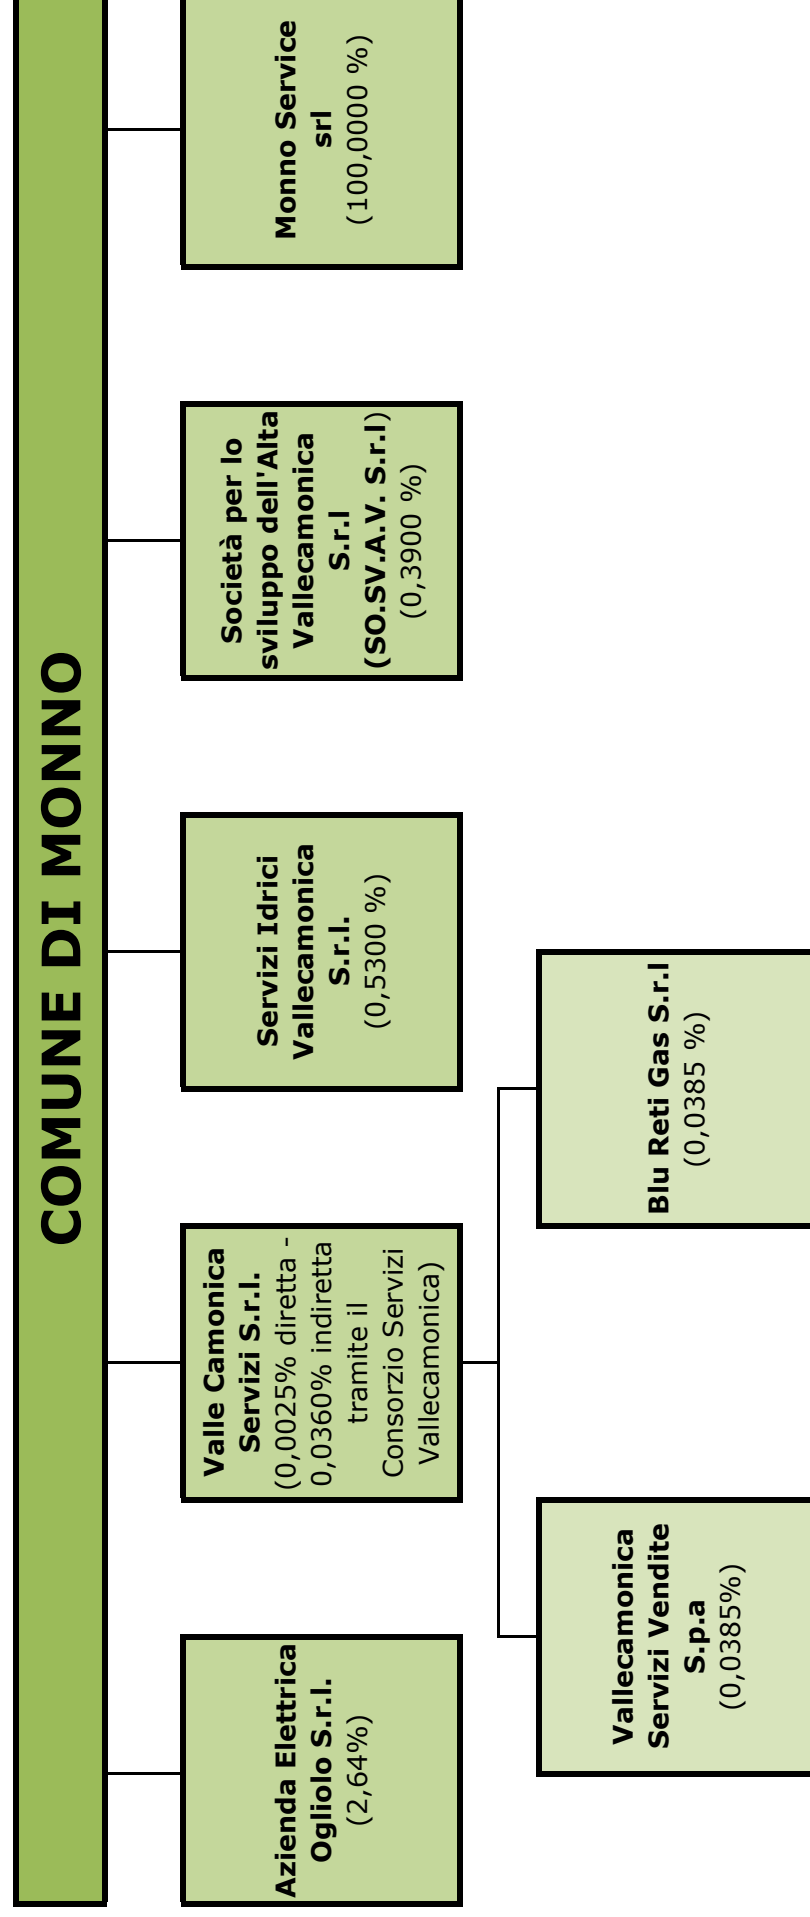 COMUNE DI MONNO
Azienda Elettrica
Ogliolo S.r.l.
(2,64%)
Valle Camonica
Servizi S.r.l.
(0,0025% diretta -
0,0360% indiretta
tramite il
Consorzio Servizi
Vallecamonica)
Servizi Idrici
Vallecamonica
S.r.l.
(0,5300 %)
Società per lo
sviluppo dell'Alta
Vallecamonica
S.r.l
(SO.SV.A.V. S.r.l)
(0,3900 %)
Monno Service
srl
(100,0000 %)
Vallecamonica
Servizi Vendite
S.p.a
(0,0385%)
Blu Reti Gas S.r.l
(0,0385 %)